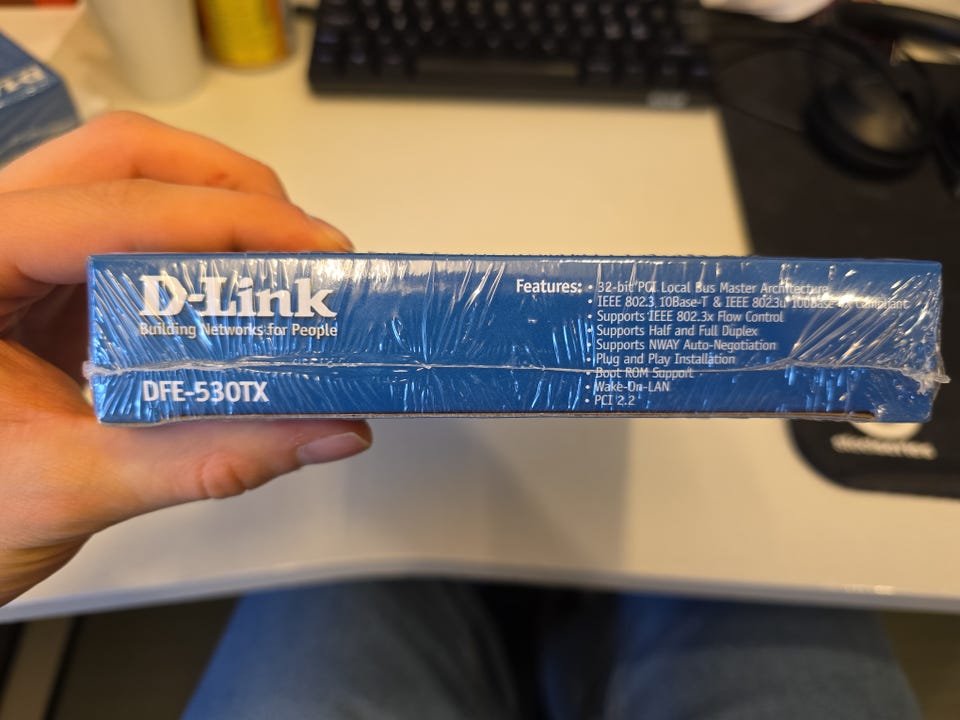 D-Link
Building Networks for People
DFE-530TX
Features:
• 32-bit PCI Local Bus Master Architecture
• IEEE 802.3 10Base-T & IEEE 802.3u 100Base-TX Compliant
• Supports IEEE 802.3x Flow Control
• Supports Half and Full Duplex
• Supports NWAY Auto-Negotiation
• Plug and Play Installation
• Boot ROM Support
• Wake-On-LAN
• PCI 2.2
steelseries